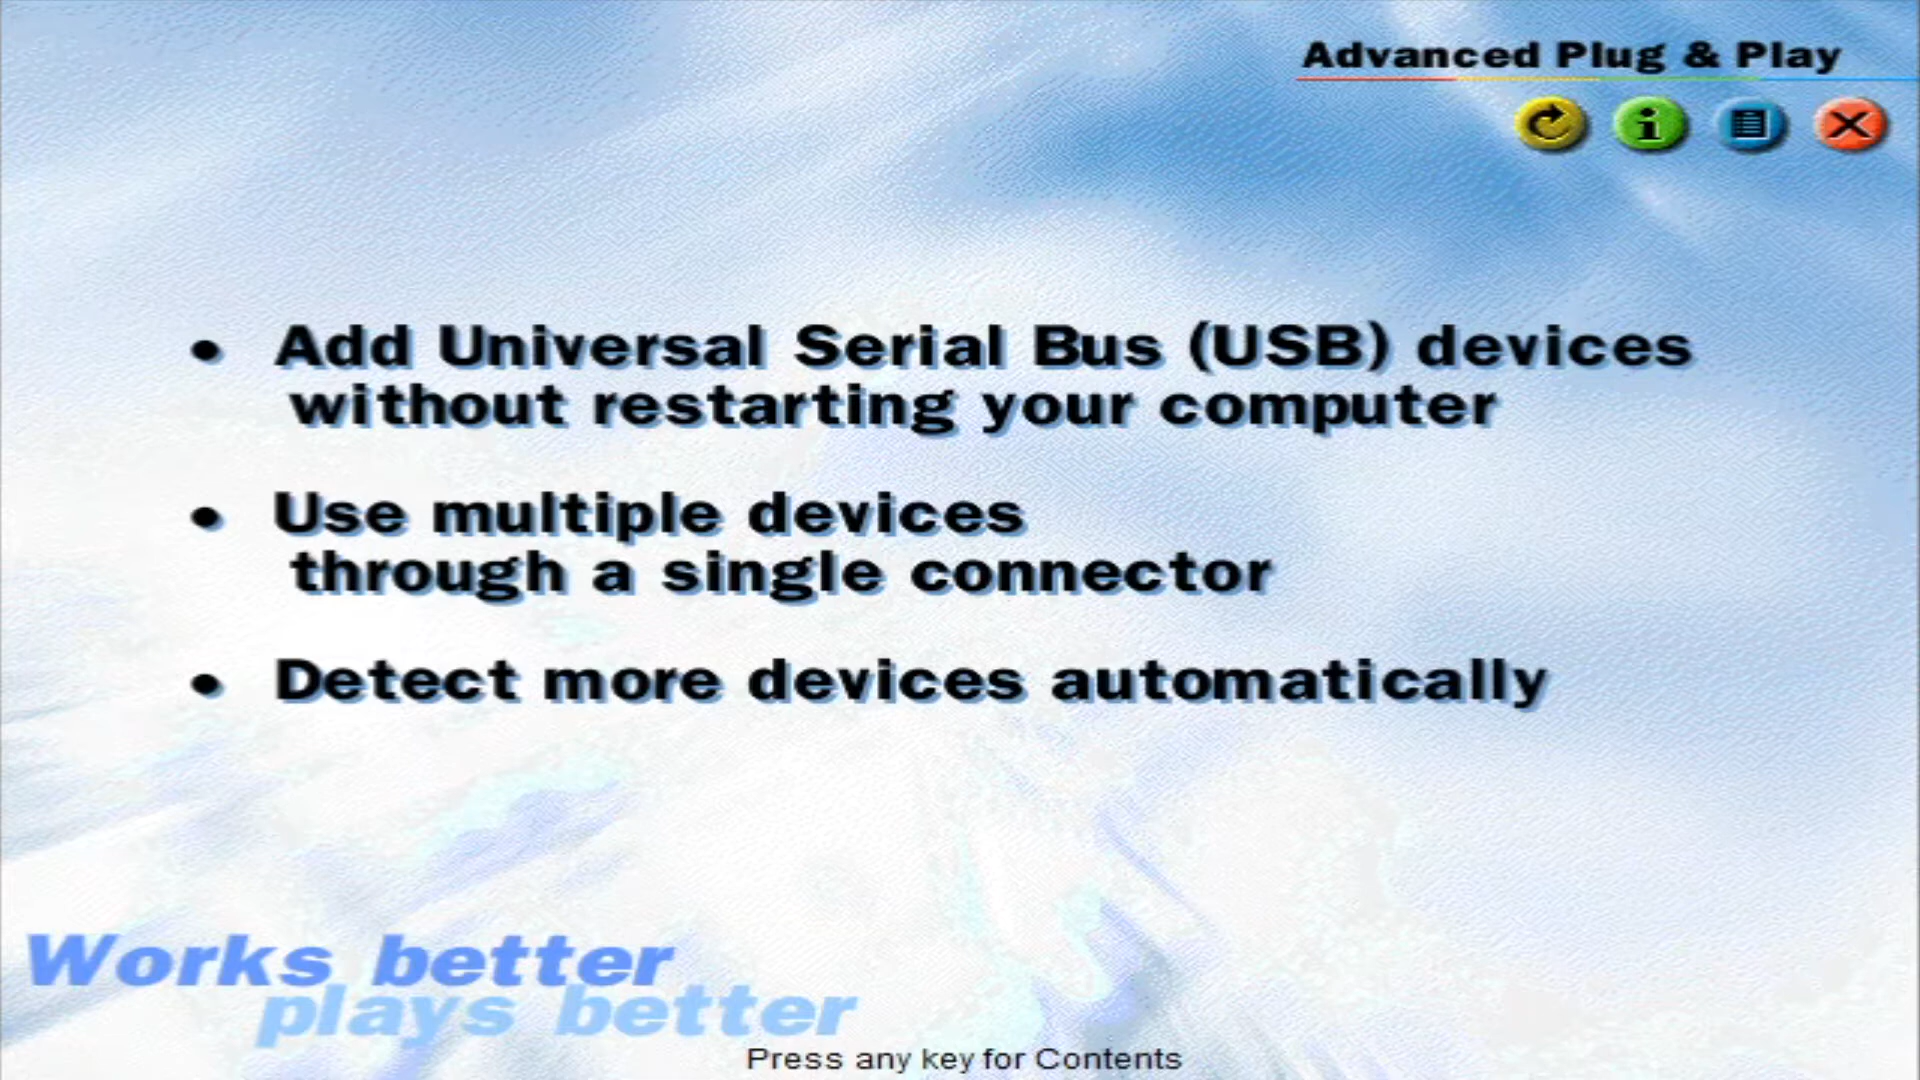 Advanced Plug & Play
• Add Universal Serial Bus (USB) devices
without restarting your computer
• Use multiple devices
through a single connector
• Detect more devices automatically
Works better
plays better
Press any key for Contents